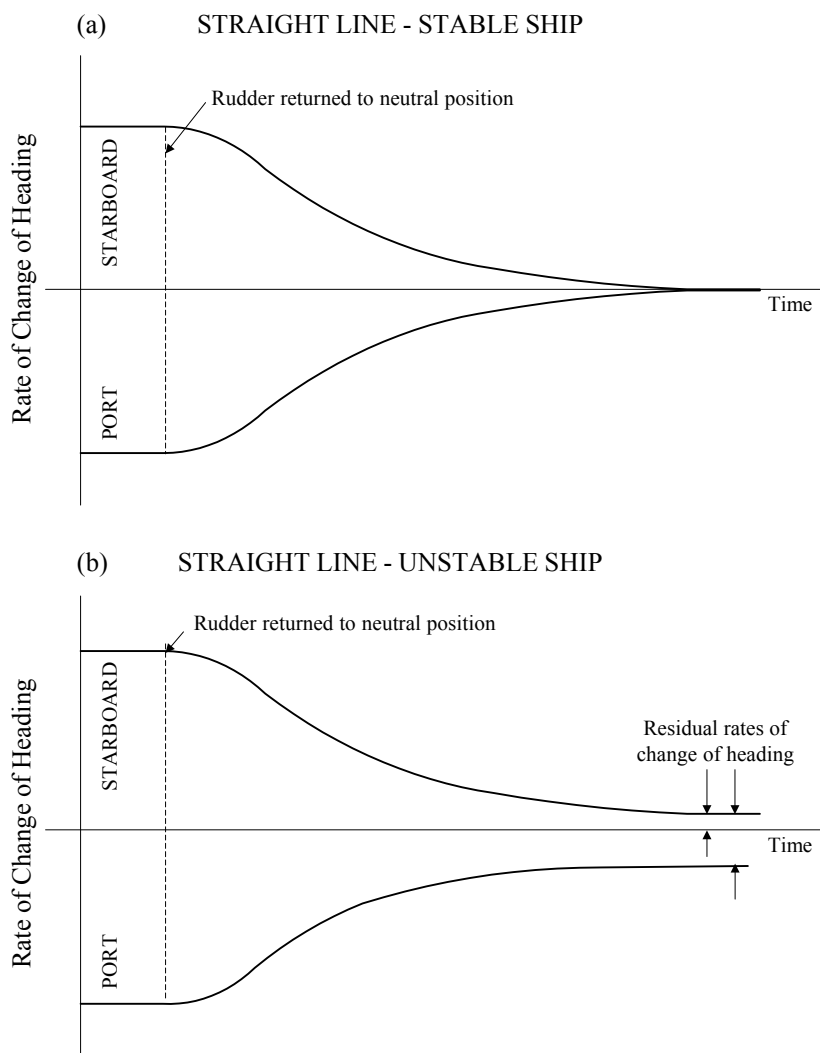 (a) STRAIGHT LINE - STABLE SHIP
Rudder returned to neutral position
Rate of Change of Heading
STARBOARD
PORT
Time
(b) STRAIGHT LINE - UNSTABLE SHIP
Rudder returned to neutral position
Rate of Change of Heading
STARBOARD
PORT
Residual rates of
change of heading
Time